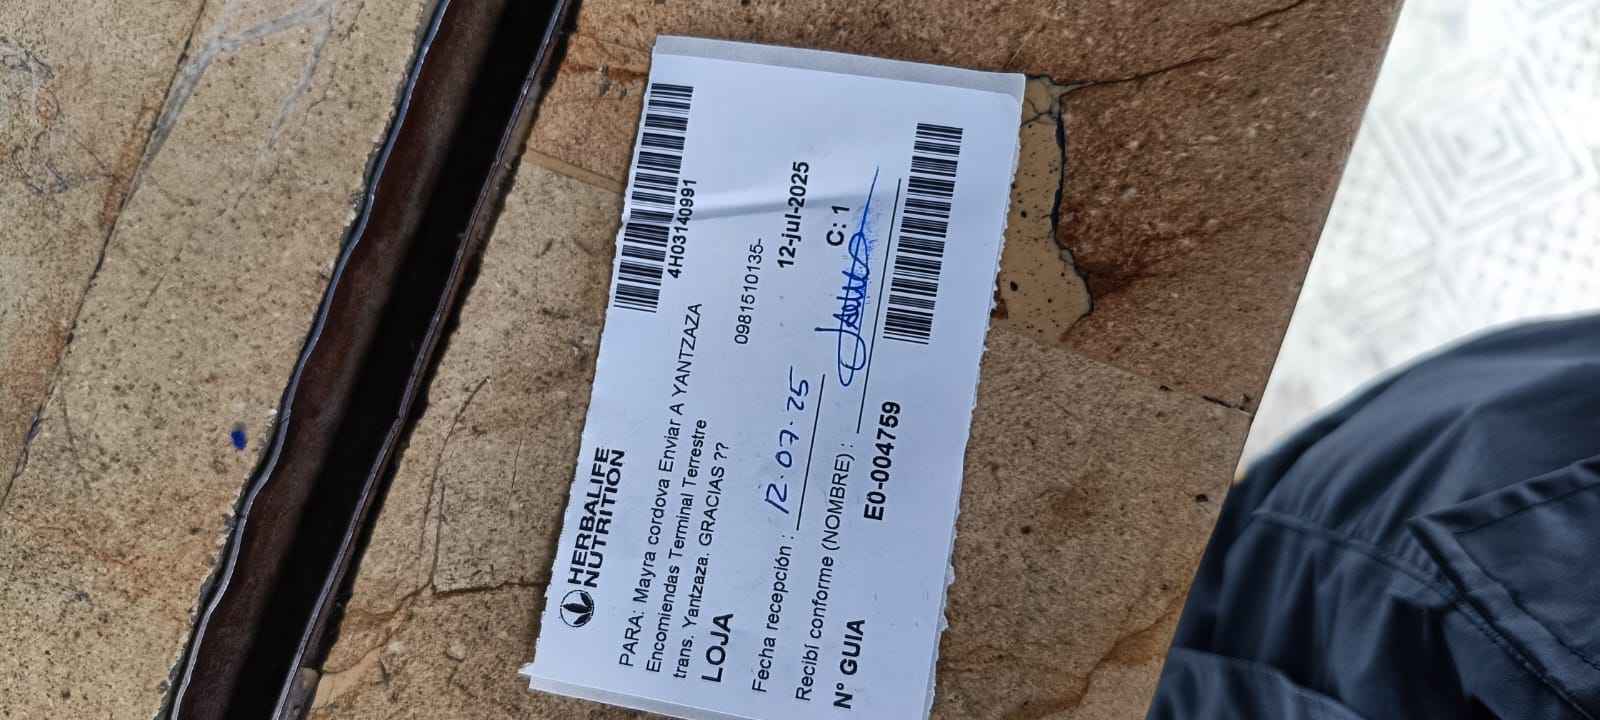 HERBALIFE
NUTRITION
4H03140991
PARA: Mayra cordova Enviar A YANTZAZA
Encomiendas Terminal Terrestre
trans. Yantzaza. GRACIAS ??
LOJA
0981510135-
Fecha recepción : 12.07.25
12-jul-2025
Recibí conforme (NOMBRE) :
C: 1
N° GUIA
E0-004759